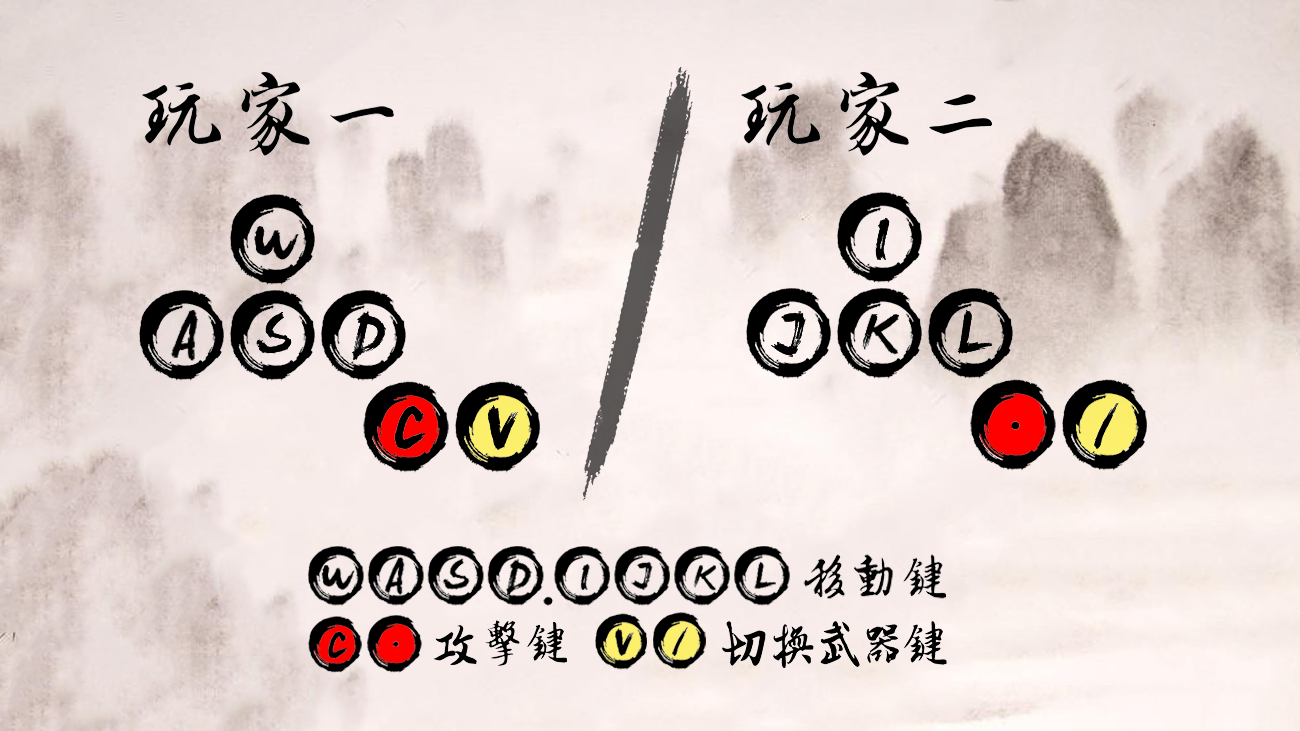 玩家一
W
A S D
C V
玩家二
I
J K L
. /
W A S D . I J K L 移動鍵
C . 攻擊鍵 V / 切換武器鍵